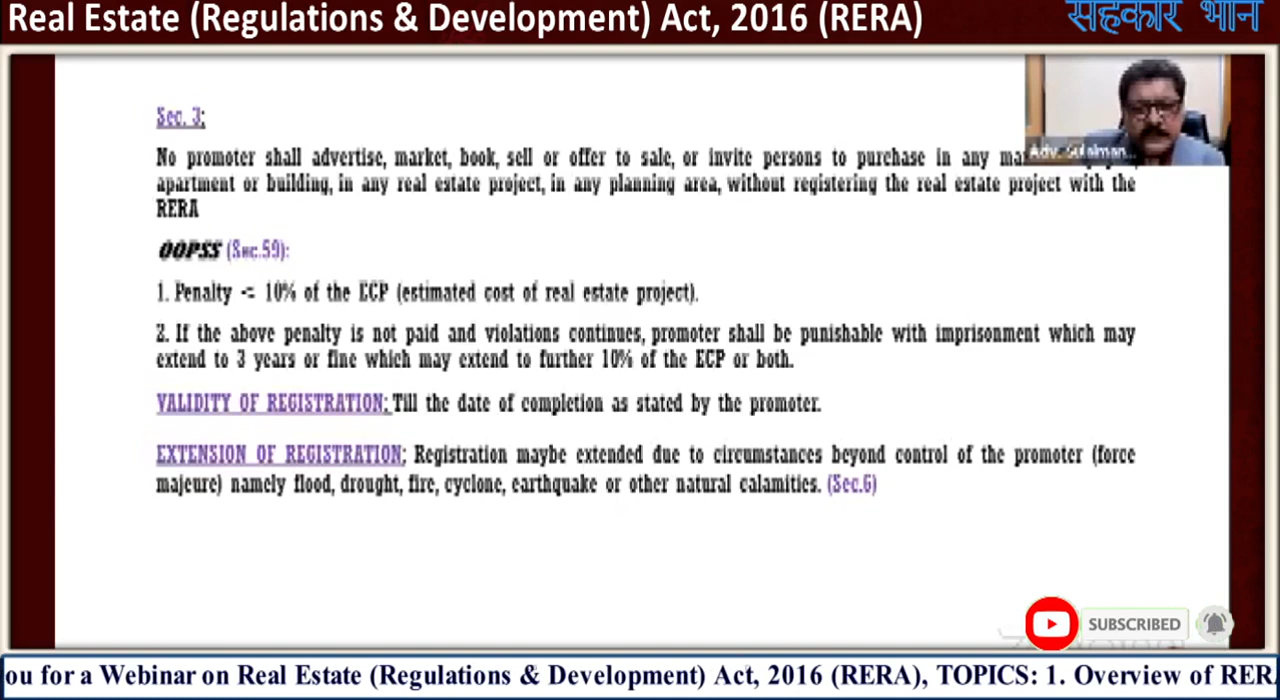 Real Estate (Regulations & Development) Act, 2016 (RERA)
सहकार भान
Sec. 3:
No promoter shall advertise, market, book, sell or offer to sale, or invite persons to purchase in any
Adv. Sulaiman...
apartment or building, in any real estate project, in any planning area, without registering the real estate project with the
RERA
OOPSS (Sec.59):
1. Penalty <= 10% of the ECP (estimated cost of real estate project).
2. If the above penalty is not paid and violations continues, promoter shall be punishable with imprisonment which may
extend to 3 years or fine which may extend to further 10% of the ECP or both.
VALIDITY OF REGISTRATION: Till the date of completion as stated by the promoter.
EXTENSION OF REGISTRATION: Registration maybe extended due to circumstances beyond control of the promoter (force
majeure) namely flood, drought, fire, cyclone, earthquake or other natural calamities. (Sec.6)
SUBSCRIBED
ou for a Webinar on Real Estate (Regulations & Development) Act, 2016 (RERA), TOPICS: 1. Overview of RER